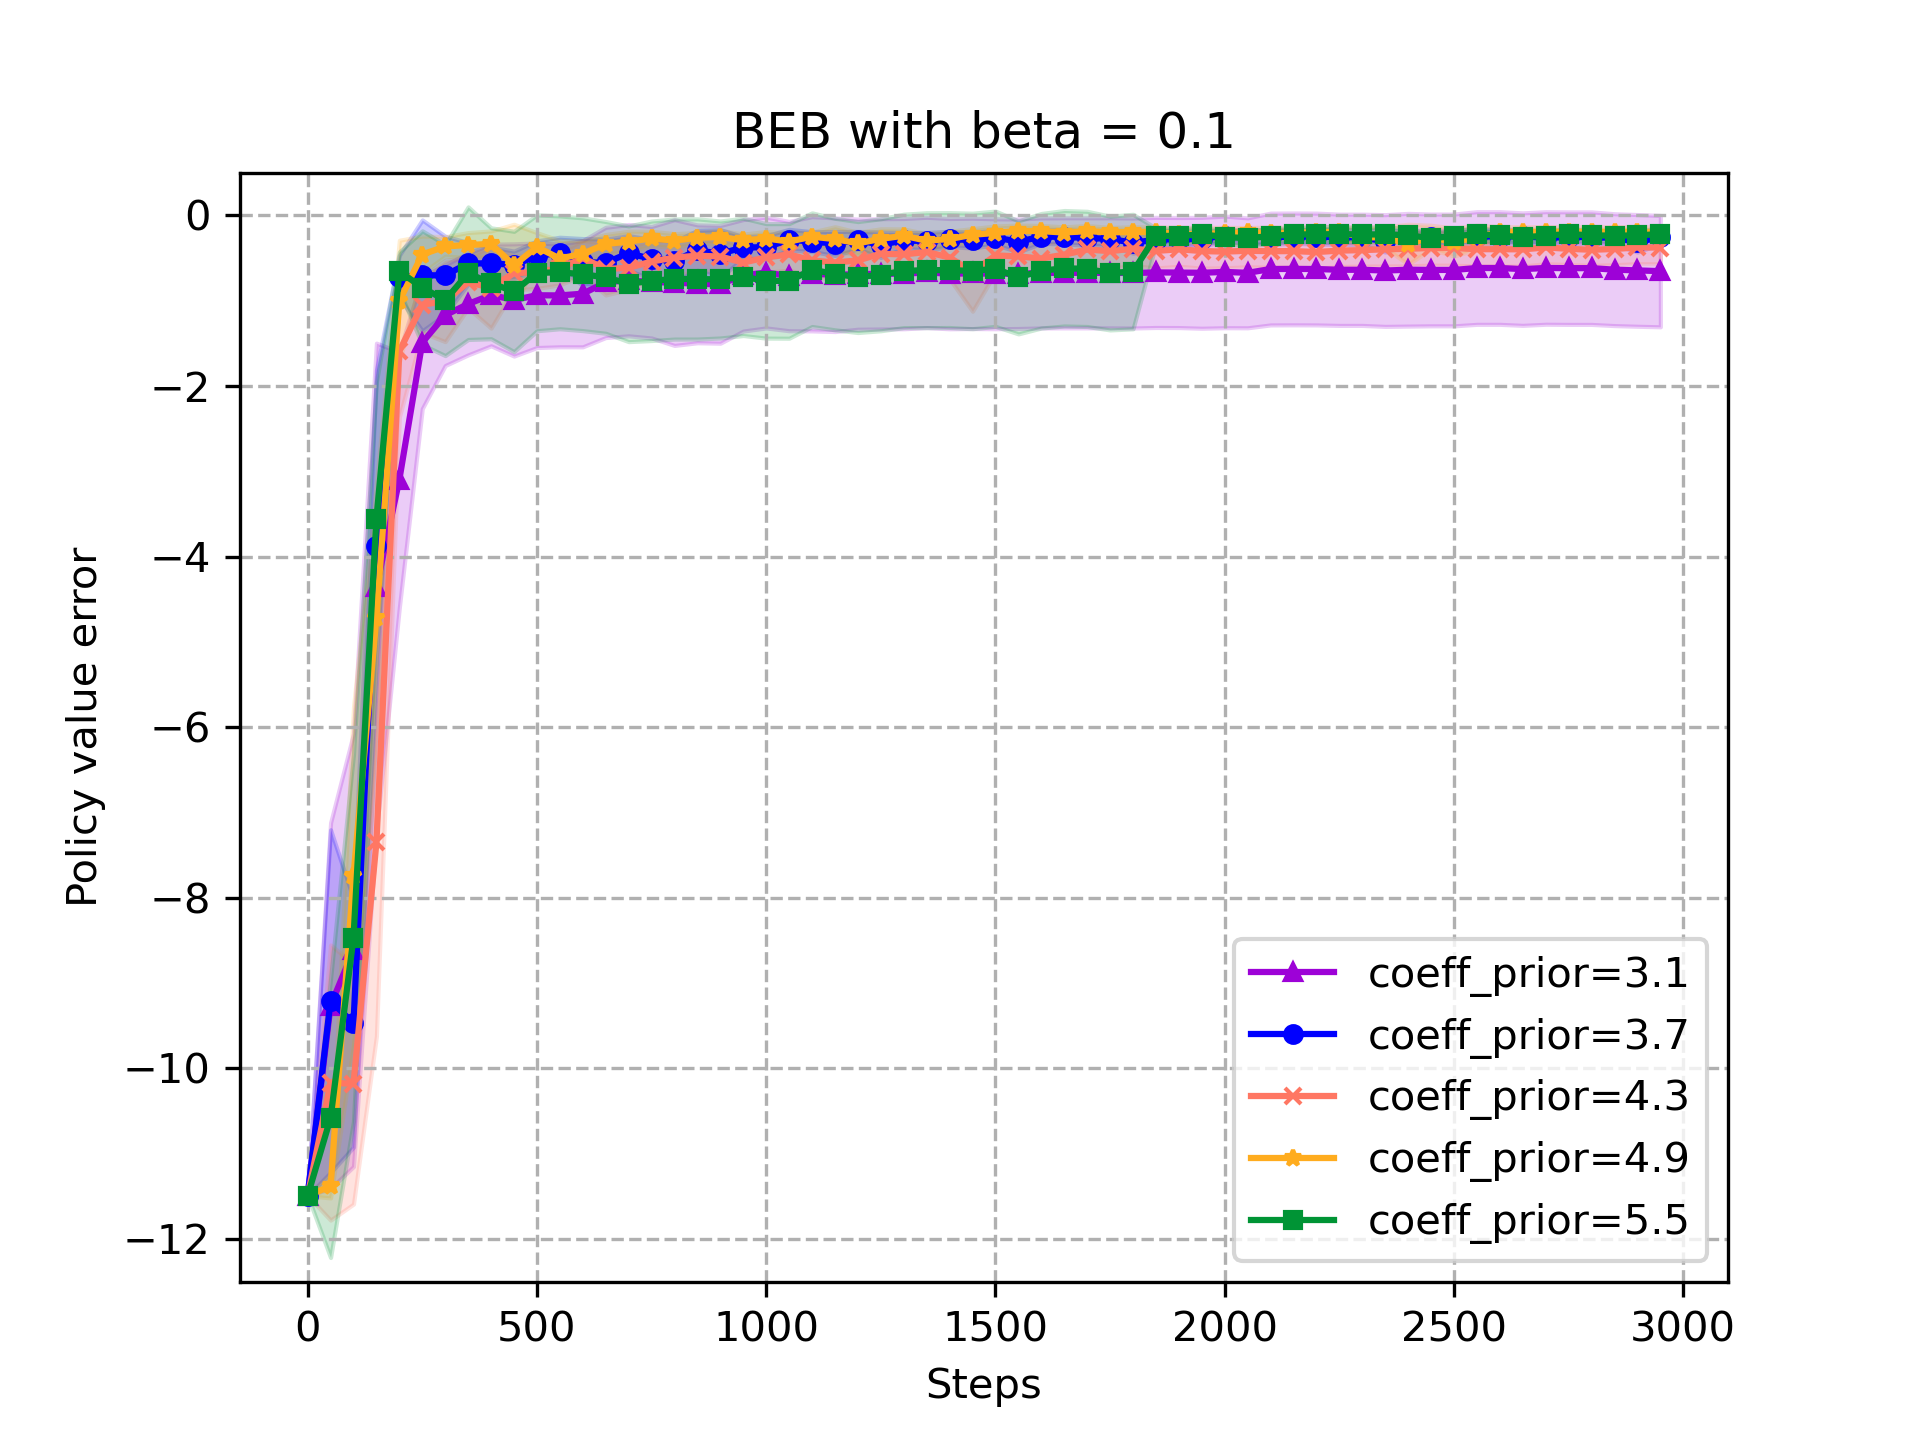 BEB with beta = 0.1
Policy value error
0
−2
−4
−6
−8
−10
−12
coeff_prior=3.1
coeff_prior=3.7
coeff_prior=4.3
coeff_prior=4.9
coeff_prior=5.5
0 500 1000 1500 2000 2500 3000
Steps